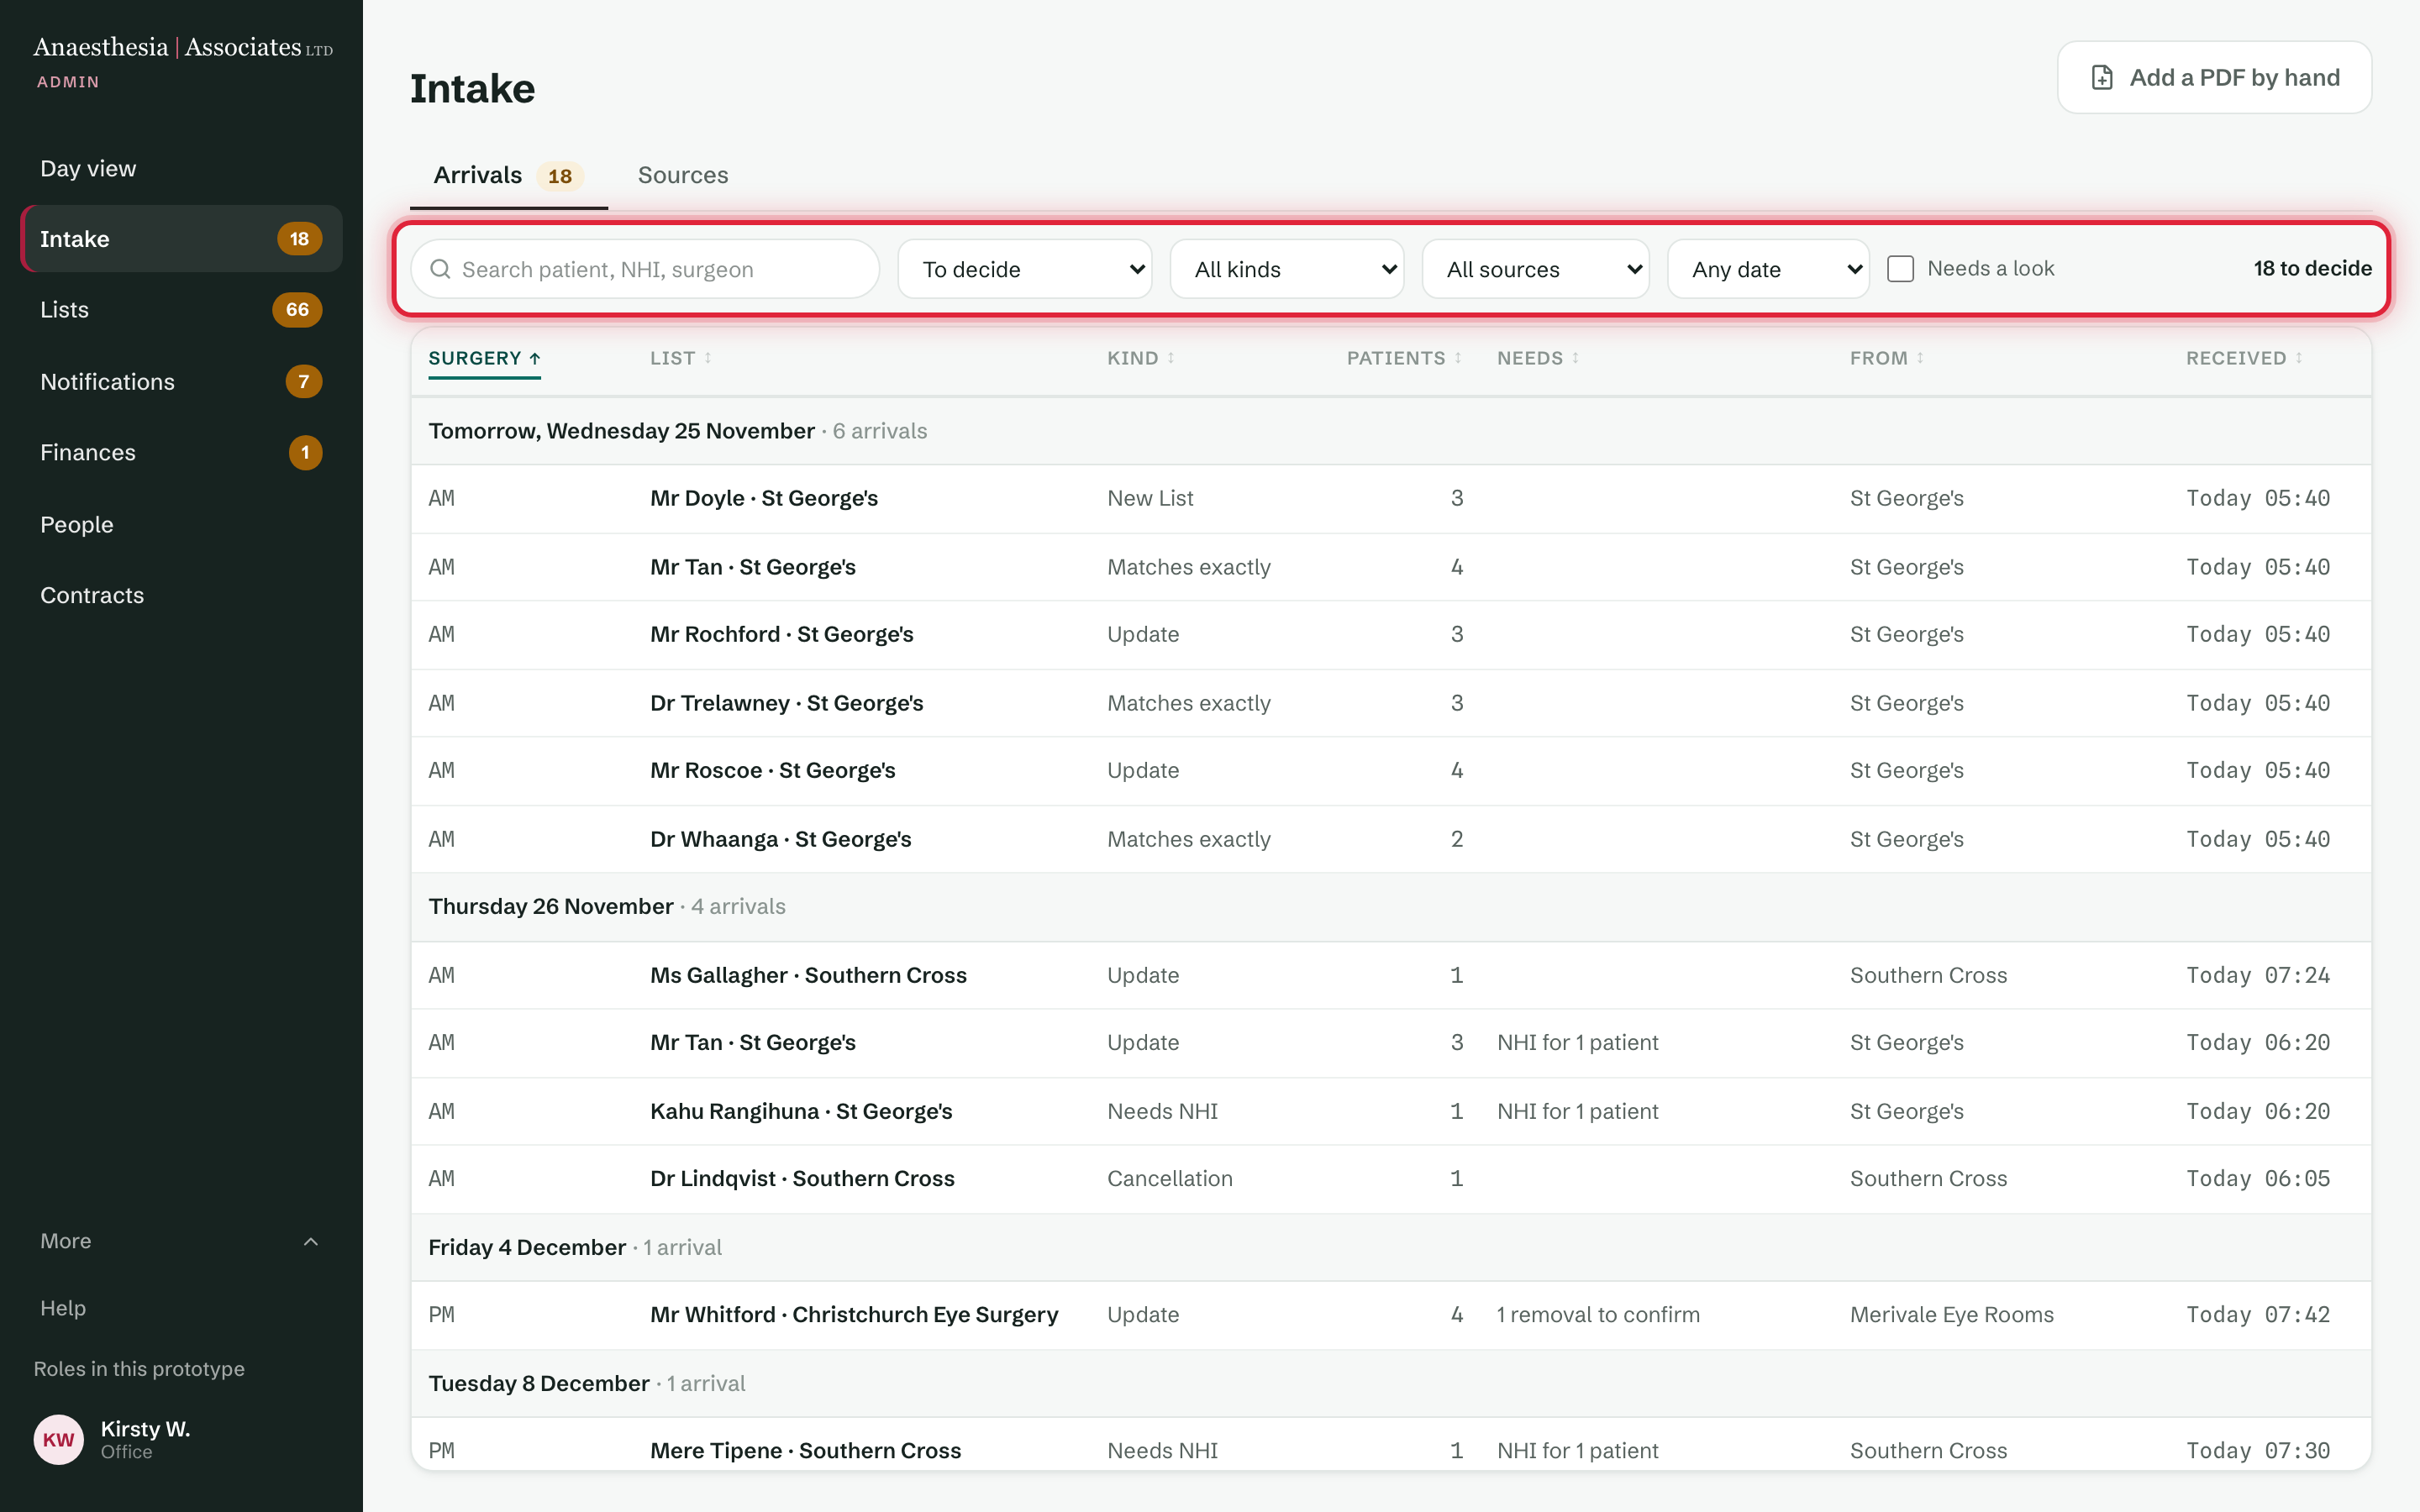 Anaesthesia | Associates LTD
ADMIN
Day view
Intake 18
Lists 66
Notifications 7
Finances 1
People
Contracts
More
Help
Roles in this prototype
KW
Kirsty W.
Office
Intake
Add a PDF by hand
Arrivals 18 Sources
Search patient, NHI, surgeon To decide All kinds All sources Any date Needs a look 18 to decide
SURGERY ↑ LIST ↕ KIND ↕ PATIENTS ↕ NEEDS ↕ FROM ↕ RECEIVED ↕
Tomorrow, Wednesday 25 November · 6 arrivals
AM Mr Doyle · St George's New List 3 St George's Today 05:40
AM Mr Tan · St George's Matches exactly 4 St George's Today 05:40
AM Mr Rochford · St George's Update 3 St George's Today 05:40
AM Dr Trelawney · St George's Matches exactly 3 St George's Today 05:40
AM Mr Roscoe · St George's Update 4 St George's Today 05:40
AM Dr Whaanga · St George's Matches exactly 2 St George's Today 05:40
Thursday 26 November · 4 arrivals
AM Ms Gallagher · Southern Cross Update 1 Southern Cross Today 07:24
AM Mr Tan · St George's Update 3 NHI for 1 patient St George's Today 06:20
AM Kahu Rangihuna · St George's Needs NHI 1 NHI for 1 patient St George's Today 06:20
AM Dr Lindqvist · Southern Cross Cancellation 1 Southern Cross Today 06:05
Friday 4 December · 1 arrival
PM Mr Whitford · Christchurch Eye Surgery Update 4 1 removal to confirm Merivale Eye Rooms Today 07:42
Tuesday 8 December · 1 arrival
PM Mere Tipene · Southern Cross Needs NHI 1 NHI for 1 patient Southern Cross Today 07:30